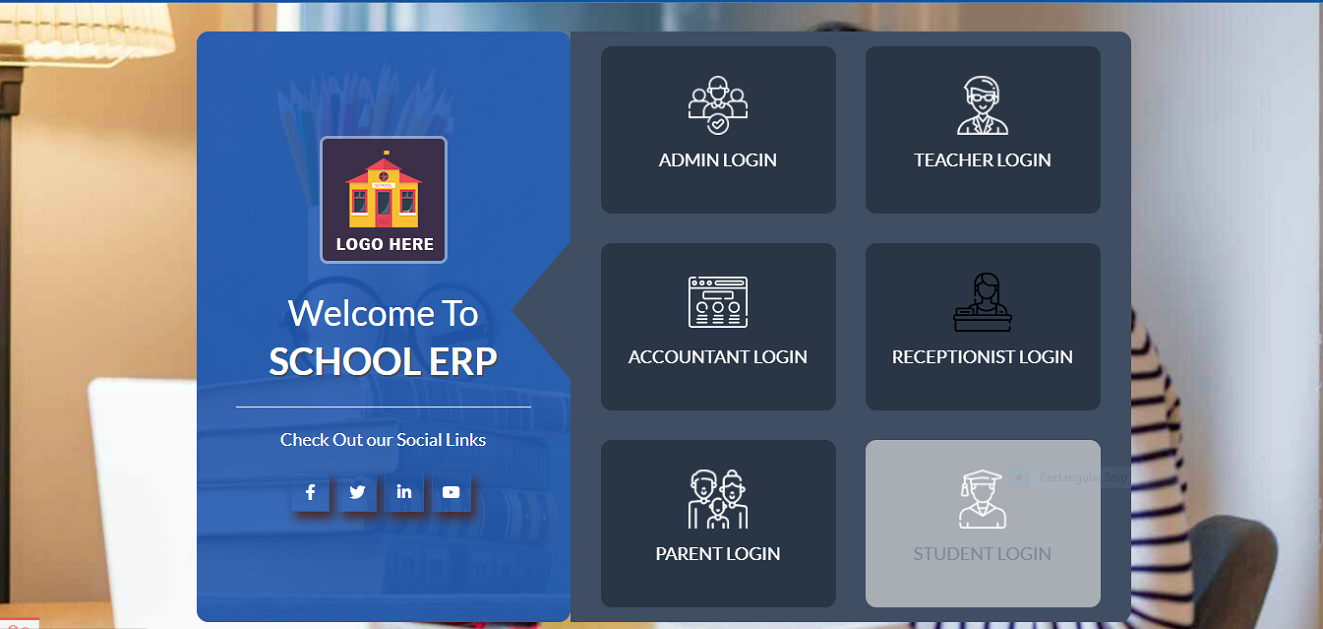 SCHOOL
LOGO HERE
Welcome To
SCHOOL ERP
Check Out our Social Links
f
in
ADMIN LOGIN
TEACHER LOGIN
ACCOUNTANT LOGIN
RECEPTIONIST LOGIN
PARENT LOGIN
STUDENT LOGIN
Rectangular Snip